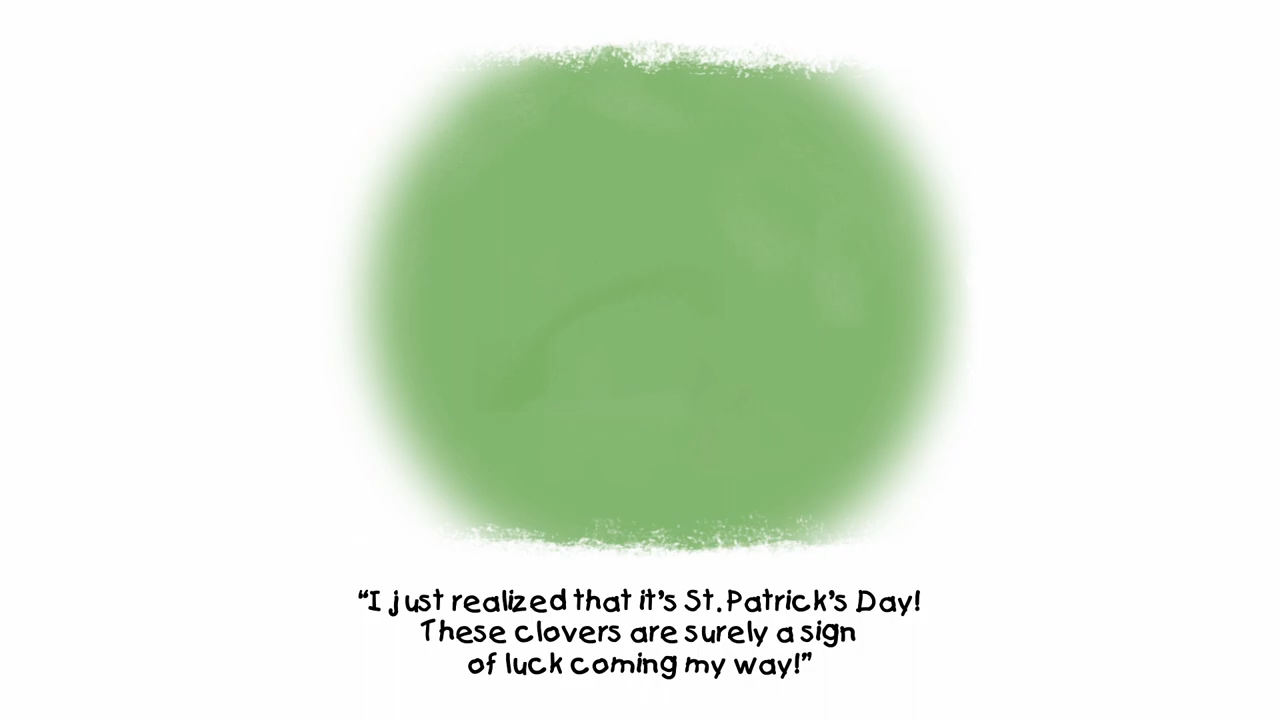 “I just realized that it’s St. Patrick’s Day!
These clovers are surely a sign
of luck coming my way!”